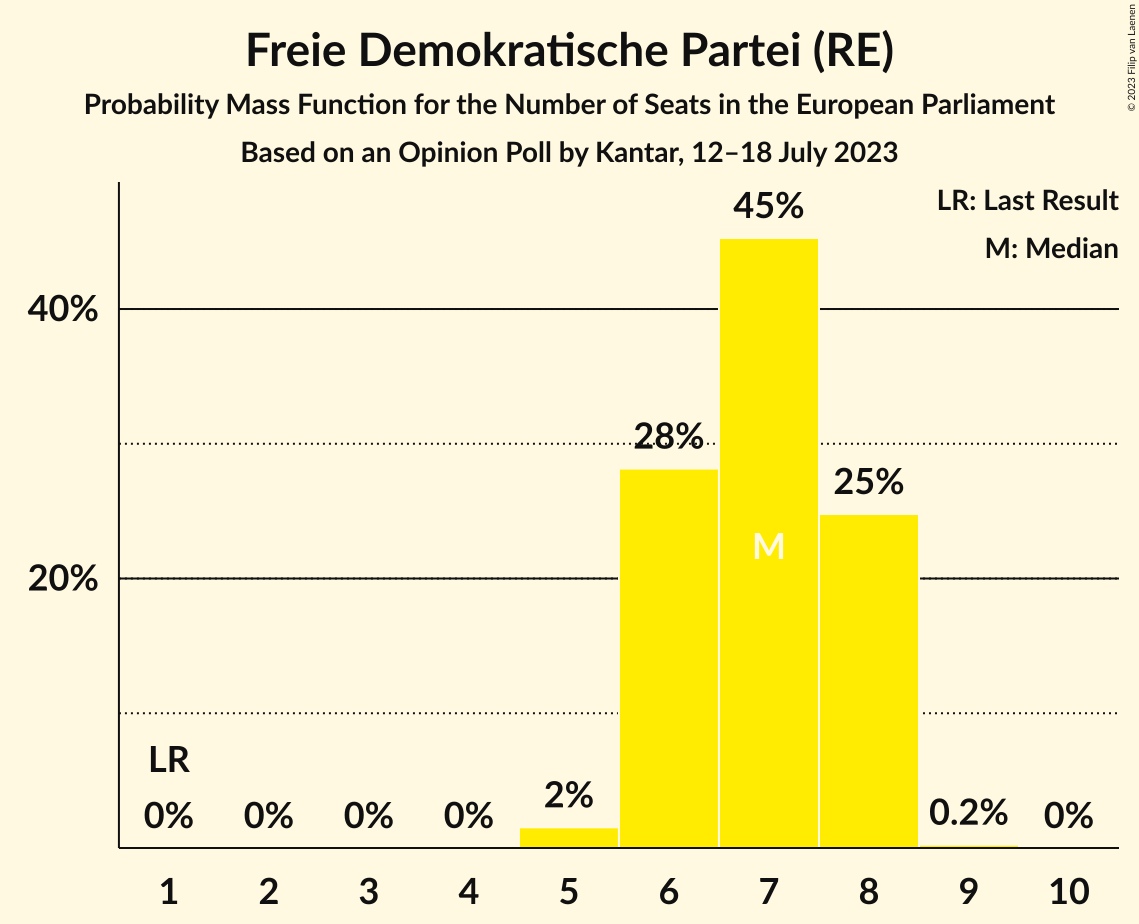 Freie Demokratische Partei (RE)
Probability Mass Function for the Number of Seats in the European Parliament
Based on an Opinion Poll by Kantar, 12–18 July 2023
© 2023 Filip van Laenen
LR: Last Result
M: Median
45%
40%
28%
25%
M
20%
LR
0%
0%
0%
0%
2%
0.2%
0%
1 2 3 4 5 6 7 8 9 10